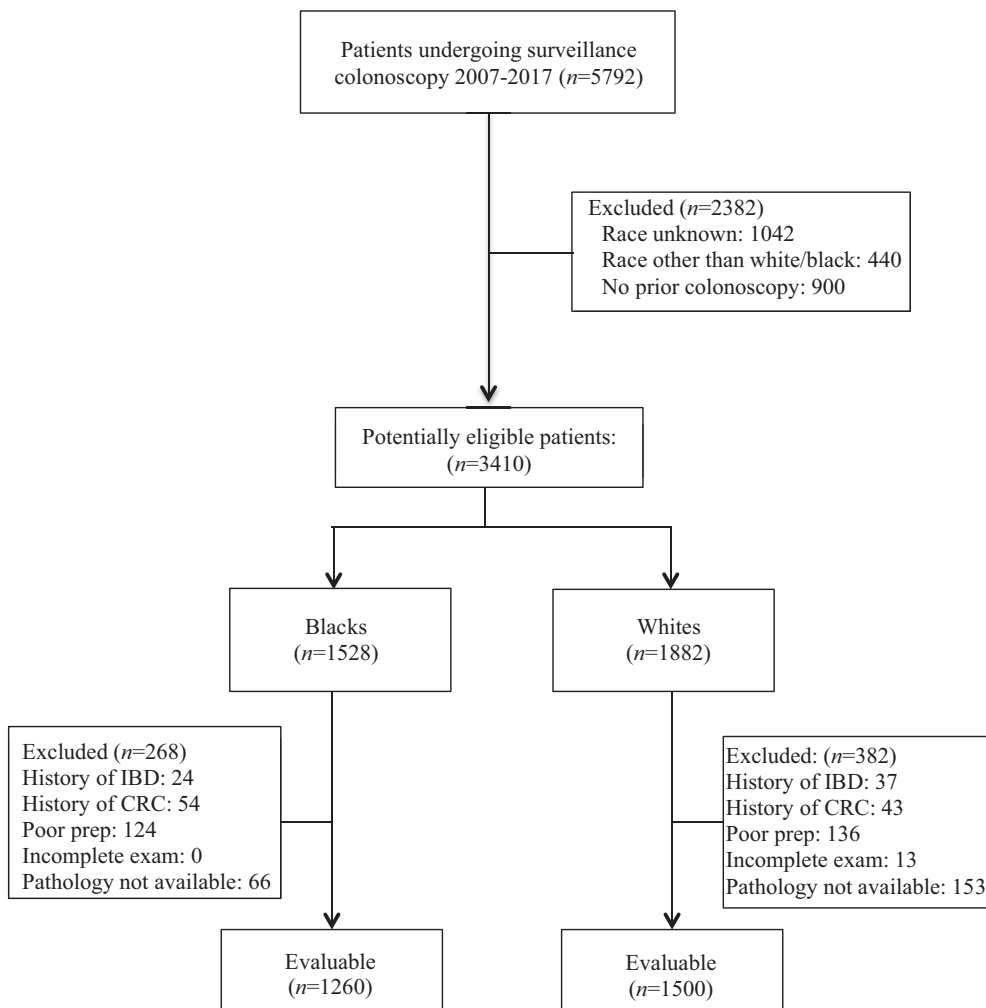 Patients undergoing surveillance
colonoscopy 2007-2017 (n=5792)
Excluded (n=2382)
Race unknown: 1042
Race other than white/black: 440
No prior colonoscopy: 900
Potentially eligible patients:
(n=3410)
Blacks
(n=1528)
Whites
(n=1882)
Excluded (n=268)
History of IBD: 24
History of CRC: 54
Poor prep: 124
Incomplete exam: 0
Pathology not available: 66
Excluded: (n=382)
History of IBD: 37
History of CRC: 43
Poor prep: 136
Incomplete exam: 13
Pathology not available: 153
Evaluable
(n=1260)
Evaluable
(n=1500)